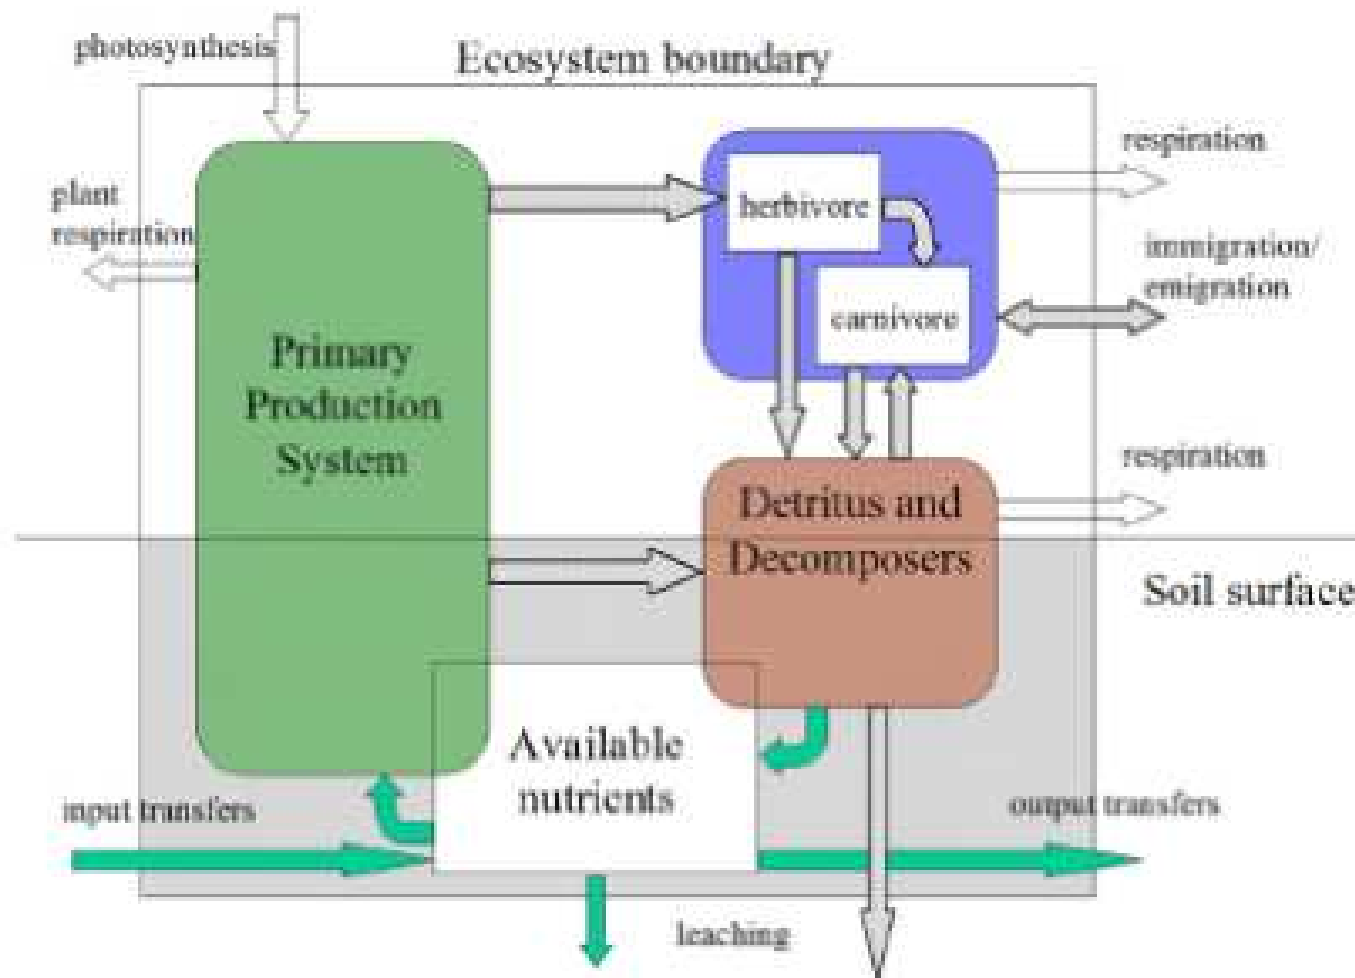 photosynthesis
Ecosystem boundary
respiration
plant
respiration
herbivore
immigration/
emigration
carnivore
Primary
Production
System
respiration
Detritus and
Decomposers
Soil surface
Available
nutrients
input transfers
output transfers
leaching